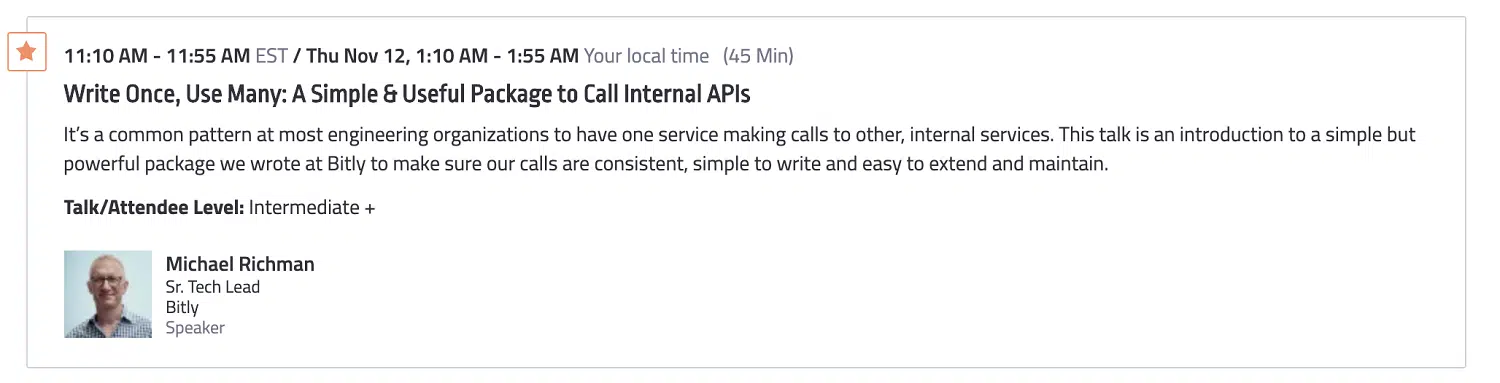 11:10 AM - 11:55 AM EST / Thu Nov 12, 1:10 AM - 1:55 AM Your local time (45 Min)
Write Once, Use Many: A Simple & Useful Package to Call Internal APIs
It’s a common pattern at most engineering organizations to have one service making calls to other, internal services. This talk is an introduction to a simple but
powerful package we wrote at Bitly to make sure our calls are consistent, simple to write and easy to extend and maintain.
Talk/Attendee Level: Intermediate +
Michael Richman
Sr. Tech Lead
Bitly
Speaker